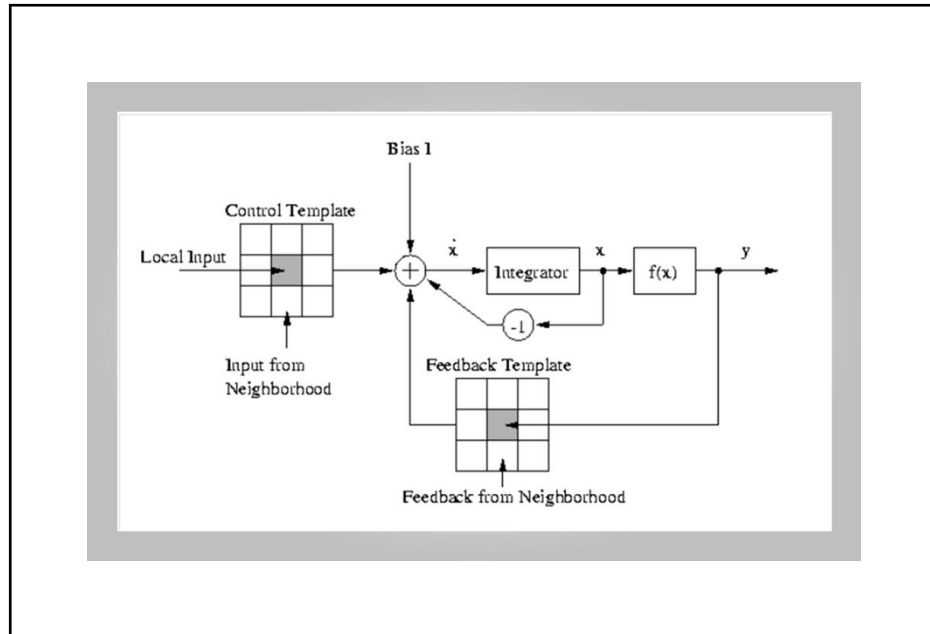 Bias I
Control Template
Local Input
+
ẋ
Integrator
x
f(x)
y
-1
Input from
Neighborhood
Feedback Template
Feedback from Neighborhood